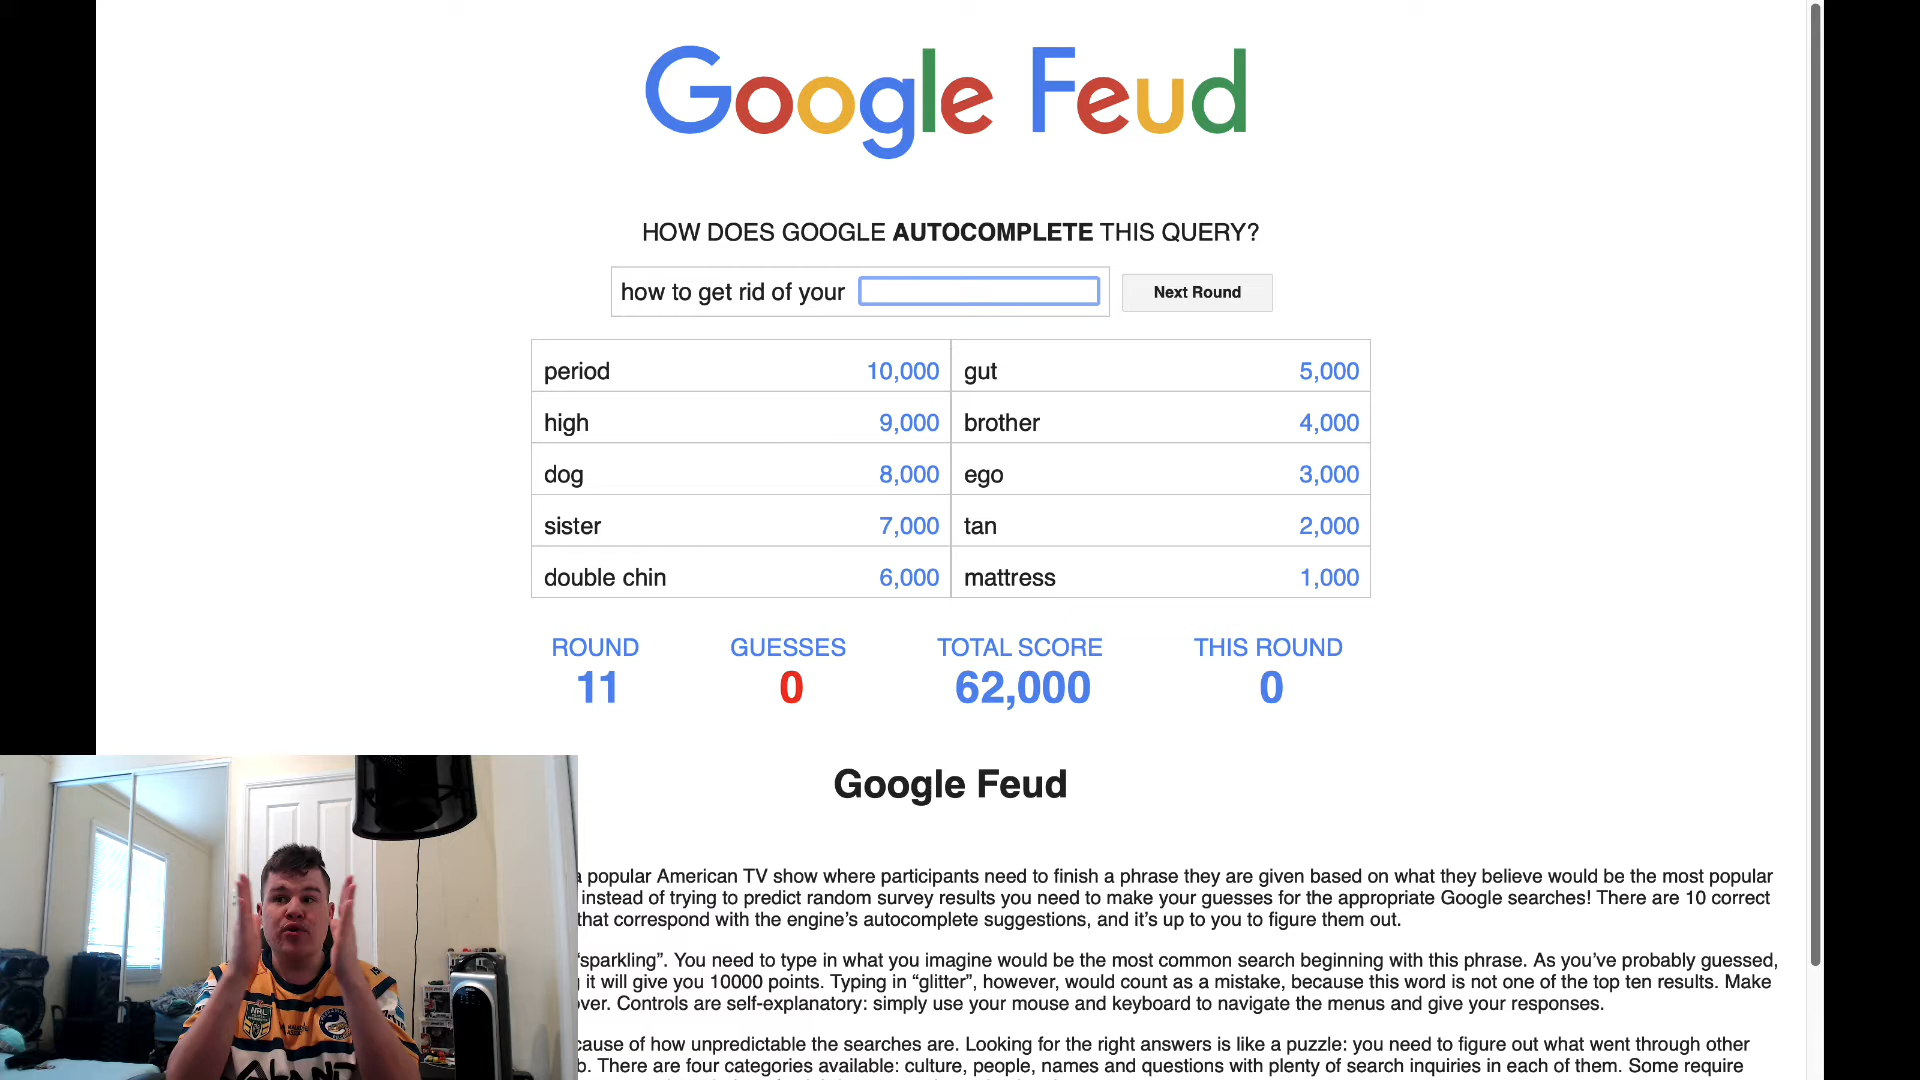 Google Feud
HOW DOES GOOGLE AUTOCOMPLETE THIS QUERY?
how to get rid of your
Next Round
period 10,000 gut 5,000
high 9,000 brother 4,000
dog 8,000 ego 3,000
sister 7,000 tan 2,000
double chin 6,000 mattress 1,000
ROUND GUESSES TOTAL SCORE THIS ROUND
11 0 62,000 0
Google Feud
popular American TV show where participants need to finish a phrase they are given based on what they believe would be the most popular
instead of trying to predict random survey results you need to make your guesses for the appropriate Google searches! There are 10 correct
that correspond with the engine's autocomplete suggestions, and it's up to you to figure them out.
"sparkling". You need to type in what you imagine would be the most common search beginning with this phrase. As you've probably guessed,
it will give you 10000 points. Typing in "glitter", however, would count as a mistake, because this word is not one of the top ten results. Make
over. Controls are self-explanatory: simply use your mouse and keyboard to navigate the menus and give your responses.
cause of how unpredictable the searches are. Looking for the right answers is like a puzzle: you need to figure out what went through other
b. There are four categories available: culture, people, names and questions with plenty of search inquiries in each of them. Some require
NRL